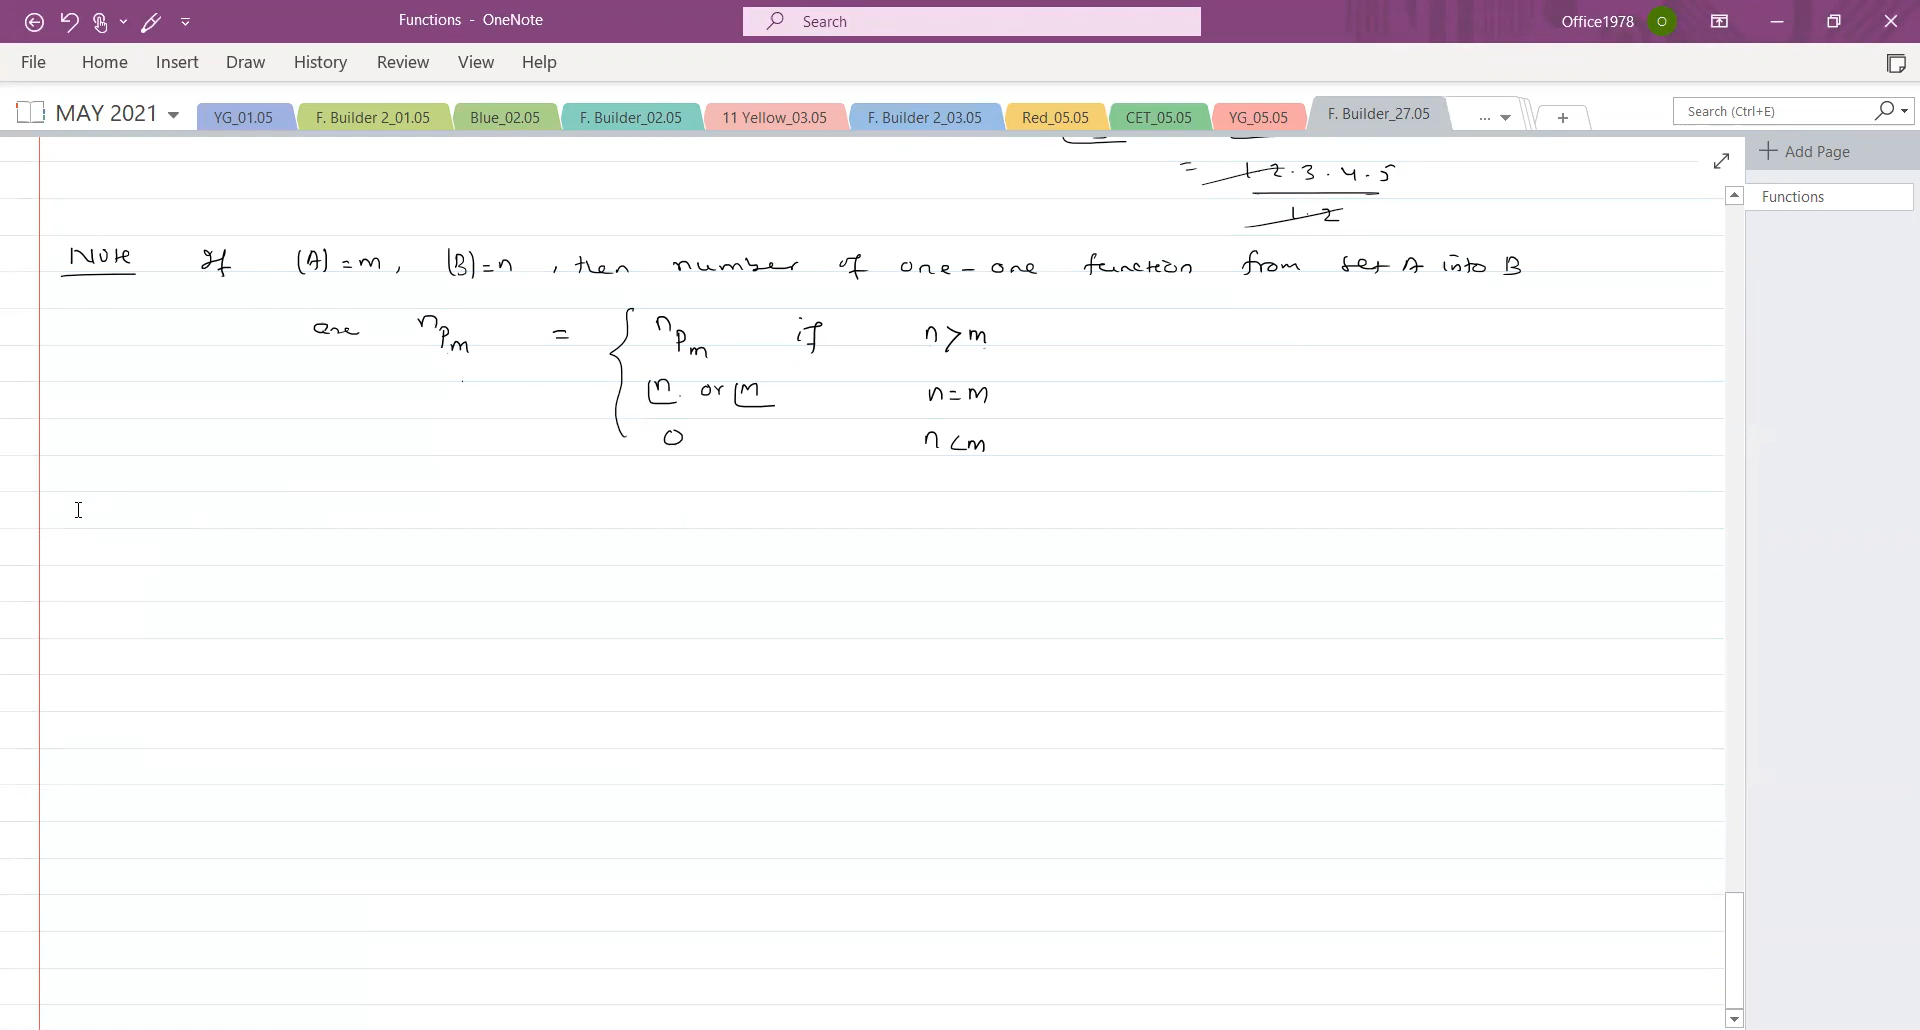 Functions - OneNote
Search
Office1978
O
File Home Insert Draw History Review View Help
MAY 2021
YG_01.05 F. Builder 2_01.05 Blue_02.05 F. Builder_02.05 11 Yellow_03.05 F. Builder 2_03.05 Red_05.05 CET_05.05 YG_05.05 F. Builder_27.05 ... +
Search (Ctrl+E)
Add Page
Functions
= 1·2·3·4·5
1·2
Note If (A)=m, (B)=n, then number of one-one function from set A into B
are nPm = { nPm if n>m
⌊n or ⌊m n=m
0 n<m